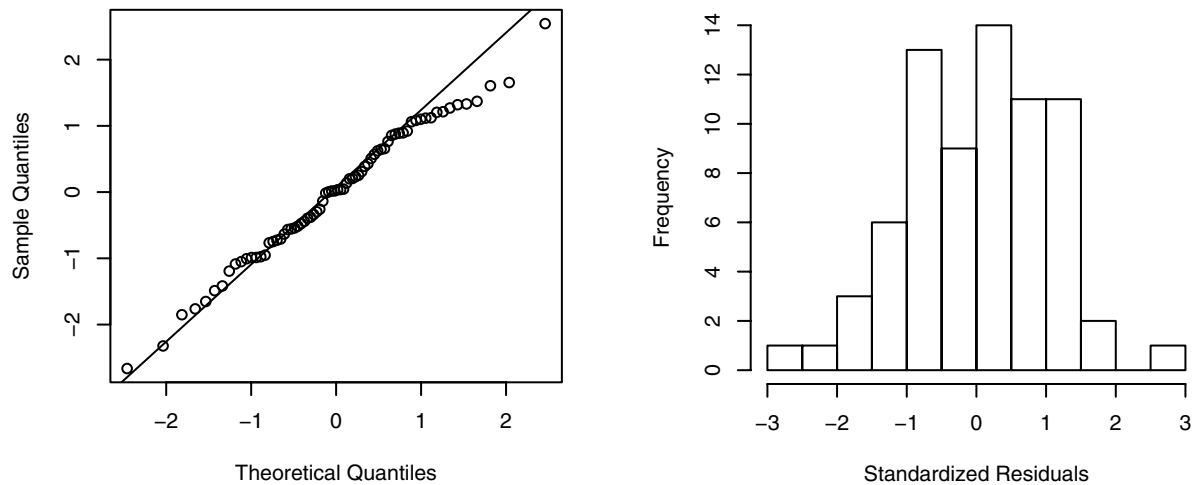 Sample Quantiles
2
1
0
−1
−2
−2 −1 0 1 2
Theoretical Quantiles
Frequency
14
12
10
8
6
4
2
0
−3 −2 −1 0 1 2 3
Standardized Residuals